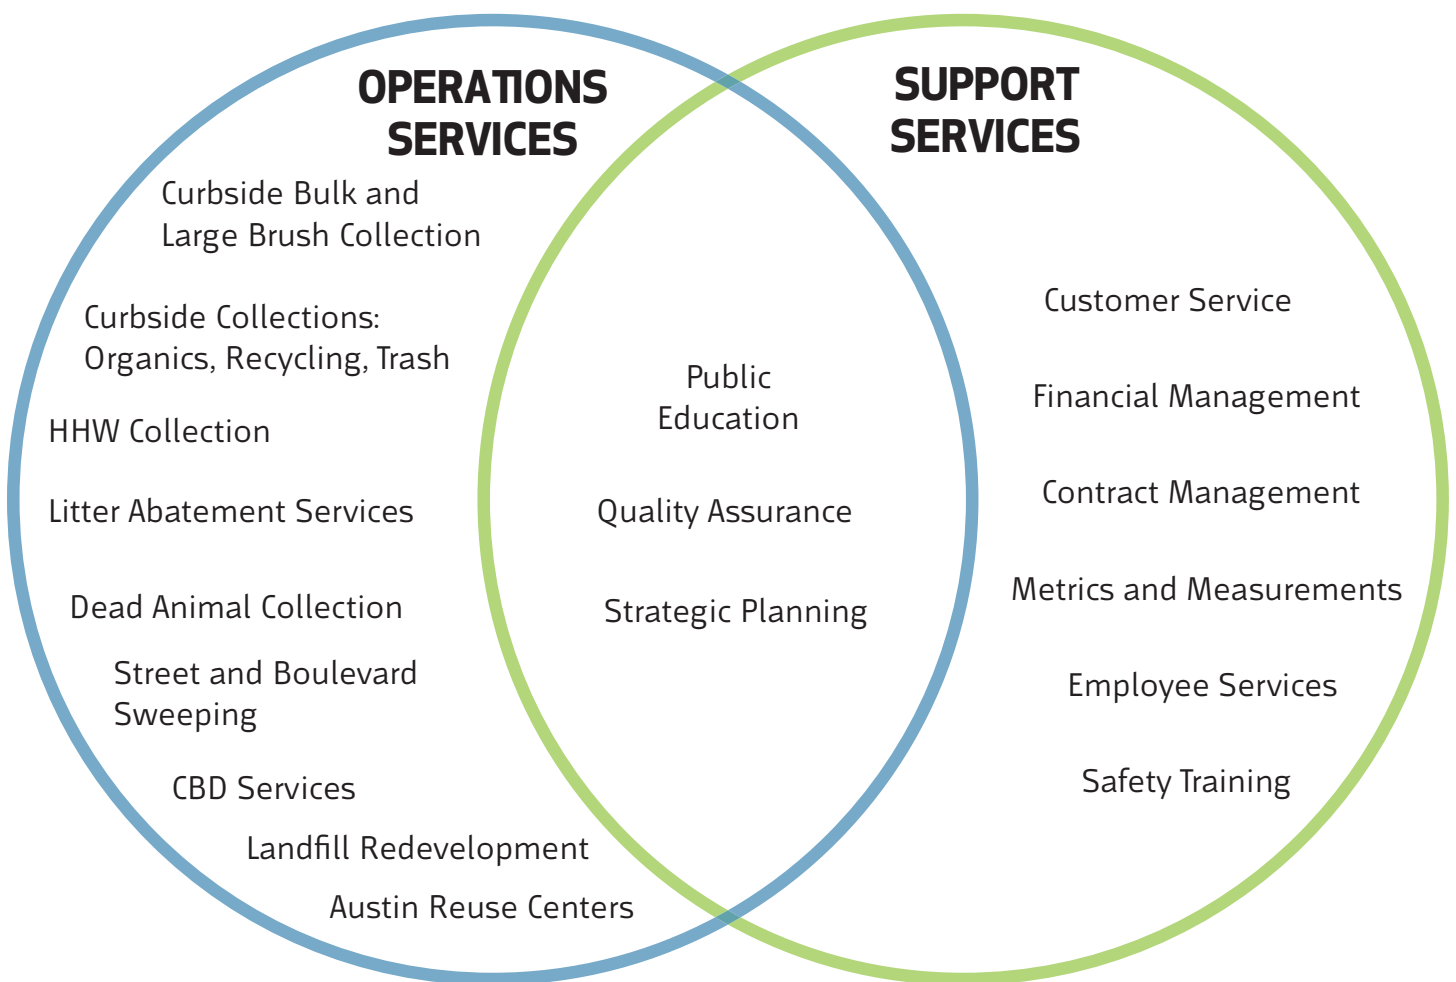 OPERATIONS
SERVICES
Curbside Bulk and
Large Brush Collection
Curbside Collections:
Organics, Recycling, Trash
HHW Collection
Litter Abatement Services
Dead Animal Collection
Street and Boulevard
Sweeping
CBD Services
Landfill Redevelopment
Austin Reuse Centers
Public
Education
Quality Assurance
Strategic Planning
SUPPORT
SERVICES
Customer Service
Financial Management
Contract Management
Metrics and Measurements
Employee Services
Safety Training